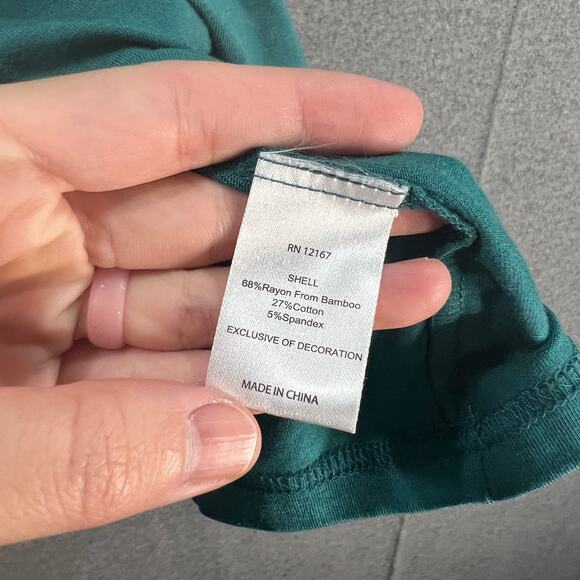 RN 12167
SHELL
68%Rayon From Bamboo
27%Cotton
5%Spandex
EXCLUSIVE OF DECORATION
MADE IN CHINA